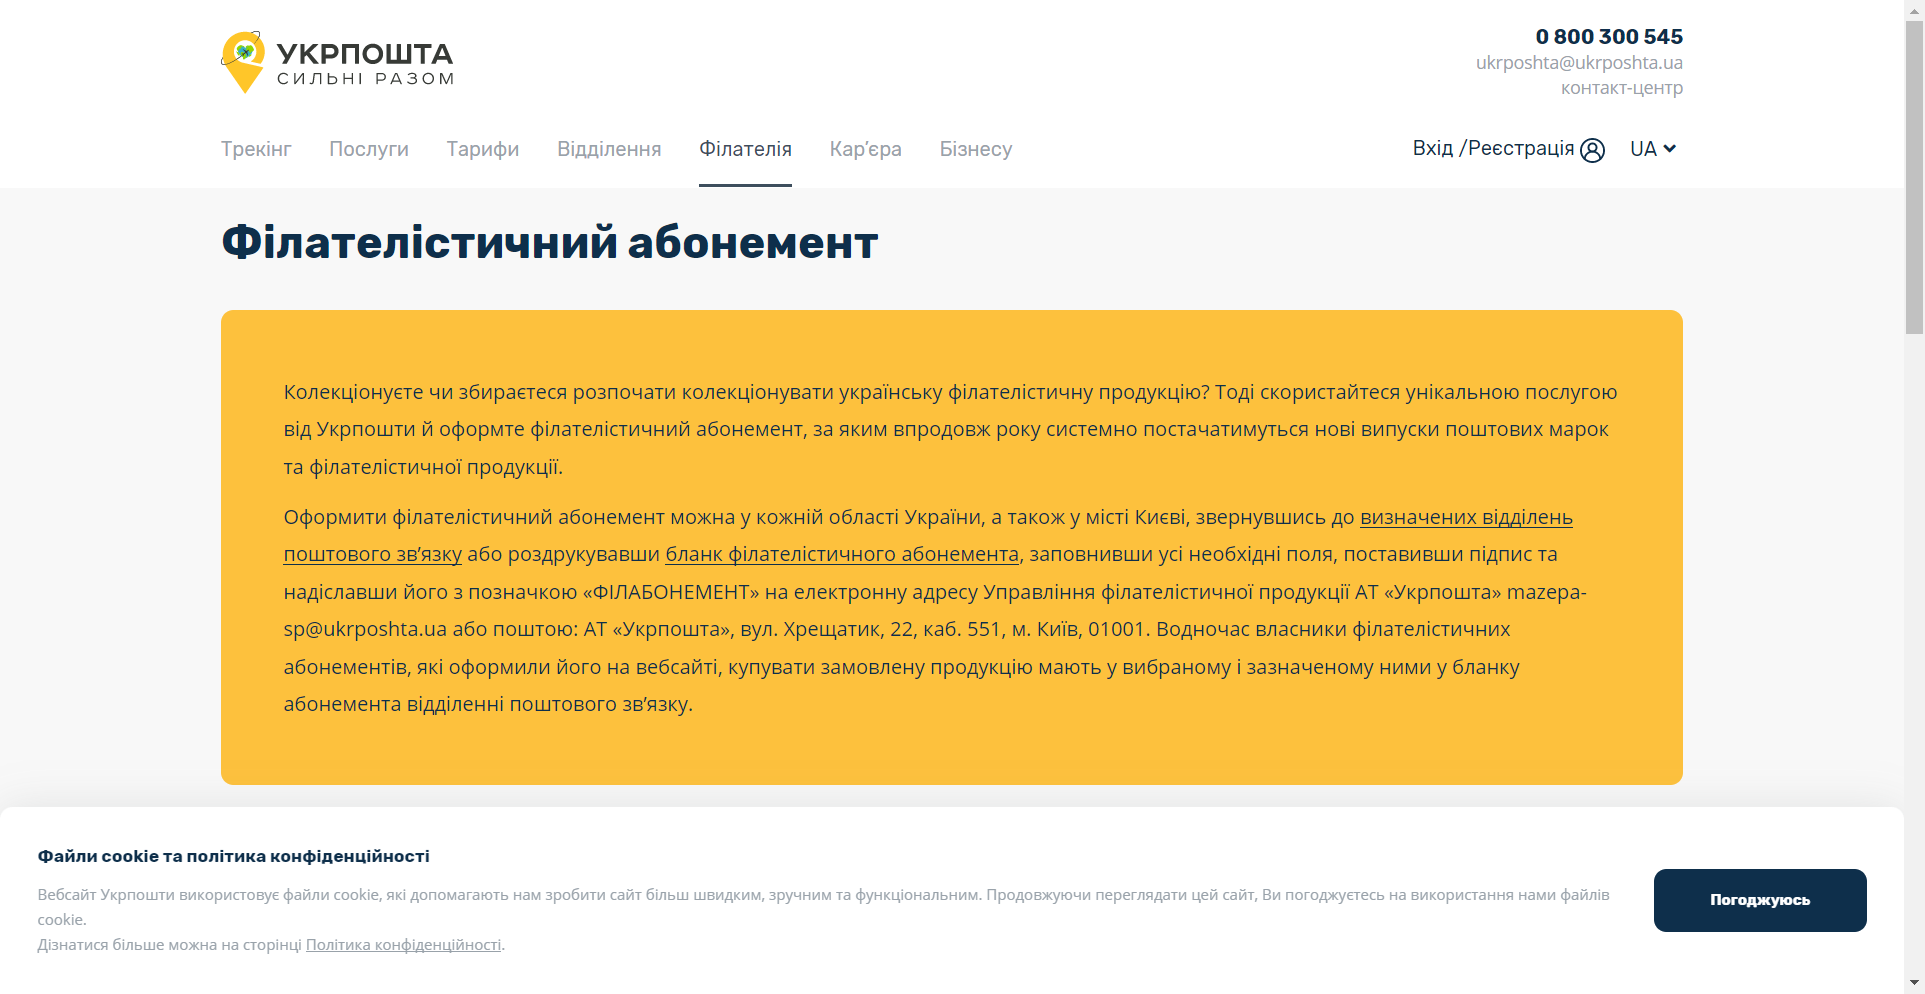 УКРПОШТА
СИЛЬНІ РАЗОМ
0 800 300 545
ukrposhta@ukrposhta.ua
контакт-центр
Трекінг Послуги Тарифи Відділення Філателія Кар’єра Бізнесу Вхід /Реєстрація UA
Філателістичний абонемент
Колекціонуєте чи збираєтеся розпочати колекціонувати українську філателістичну продукцію? Тоді скористайтеся унікальною послугою
від Укрпошти й оформте філателістичний абонемент, за яким впродовж року системно постачатимуться нові випуски поштових марок
та філателістичної продукції.
Оформити філателістичний абонемент можна у кожній області України, а також у місті Києві, звернувшись до визначених відділень
поштового зв’язку або роздрукувавши бланк філателістичного абонемента, заповнивши усі необхідні поля, поставивши підпис та
надіславши його з позначкою «ФІЛАБОНЕМЕНТ» на електронну адресу Управління філателістичної продукції АТ «Укрпошта» mazepa-
sp@ukrposhta.ua або поштою: АТ «Укрпошта», вул. Хрещатик, 22, каб. 551, м. Київ, 01001. Водночас власники філателістичних
абонементів, які оформили його на вебсайті, купувати замовлену продукцію мають у вибраному і зазначеному ними у бланку
абонемента відділенні поштового зв’язку.
Файли cookie та політика конфіденційності
Вебсайт Укрпошти використовує файли cookie, які допомагають нам зробити сайт більш швидким, зручним та функціональним. Продовжуючи переглядати цей сайт, Ви погоджуєтесь на використання нами файлів
cookie.
Дізнатися більше можна на сторінці Політика конфіденційності.
Погоджуюсь